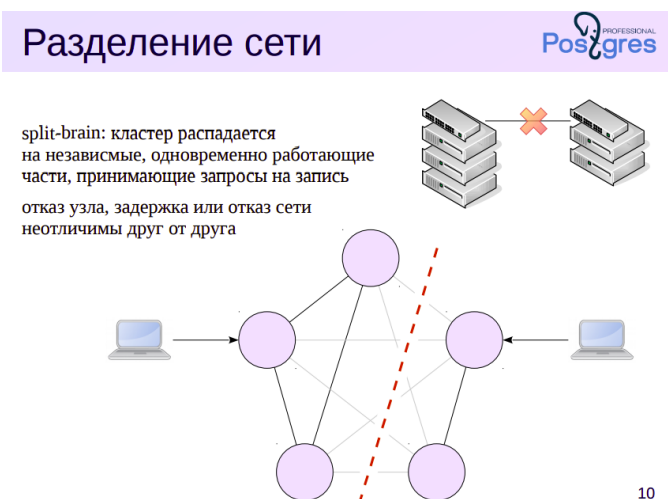 Разделение сети
PROFESSIONAL
Postgres
split-brain: кластер распадается
на независмые, одновременно работающие
части, принимающие запросы на запись
отказ узла, задержка или отказ сети
неотличимы друг от друга
10